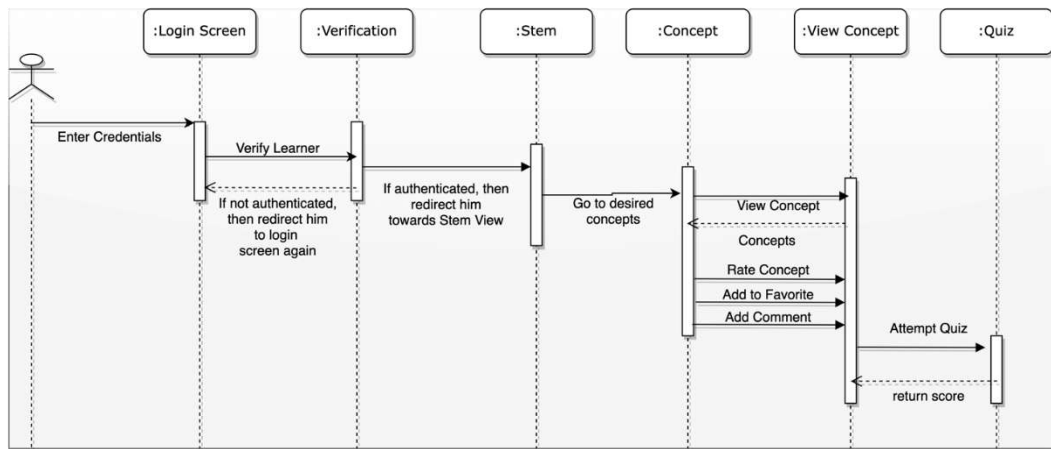 :Login Screen
:Verification
:Stem
:Concept
:View Concept
:Quiz
Enter Credentials
Verify Learner
If not authenticated,
then redirect him
to login
screen again
If authenticated, then
redirect him
towards Stem View
Go to desired
concepts
View Concept
Concepts
Rate Concept
Add to Favorite
Add Comment
Attempt Quiz
return score